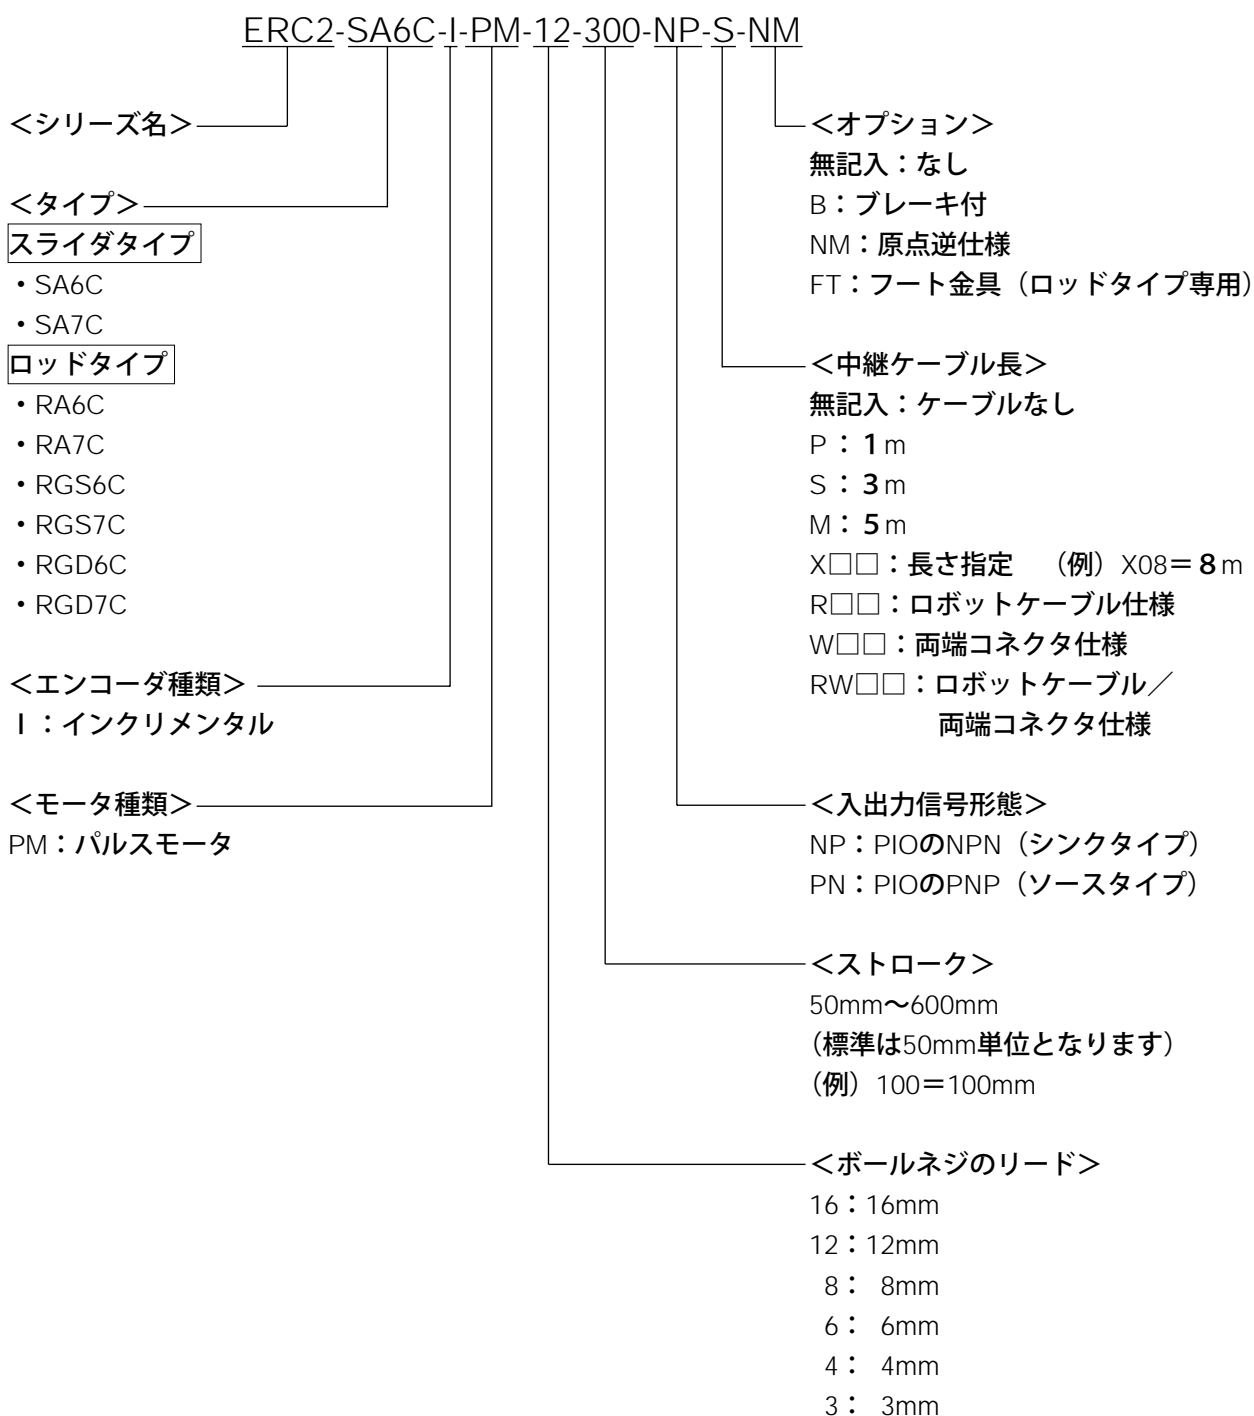 ERC2-SA6C-I-PM-12-300-NP-S-NM
＜シリーズ名＞
＜タイプ＞
スライダタイプ
・SA6C
・SA7C
ロッドタイプ
・RA6C
・RA7C
・RGS6C
・RGS7C
・RGD6C
・RGD7C
＜エンコーダ種類＞
Ｉ：インクリメンタル
＜モータ種類＞
PM：パルスモータ
＜オプション＞
無記入：なし
B：ブレーキ付
NM：原点逆仕様
FT：フート金具（ロッドタイプ専用）
＜中継ケーブル長＞
無記入：ケーブルなし
P：1m
S：3m
M：5m
X□□：長さ指定　（例）X08＝8m
R□□：ロボットケーブル仕様
W□□：両端コネクタ仕様
RW□□：ロボットケーブル／
両端コネクタ仕様
＜入出力信号形態＞
NP：PIOのNPN（シンクタイプ）
PN：PIOのPNP（ソースタイプ）
＜ストローク＞
50mm〜600mm
（標準は50mm単位となります）
（例）100＝100mm
＜ボールネジのリード＞
16：16mm
12：12mm
8：8mm
6：6mm
4：4mm
3：3mm